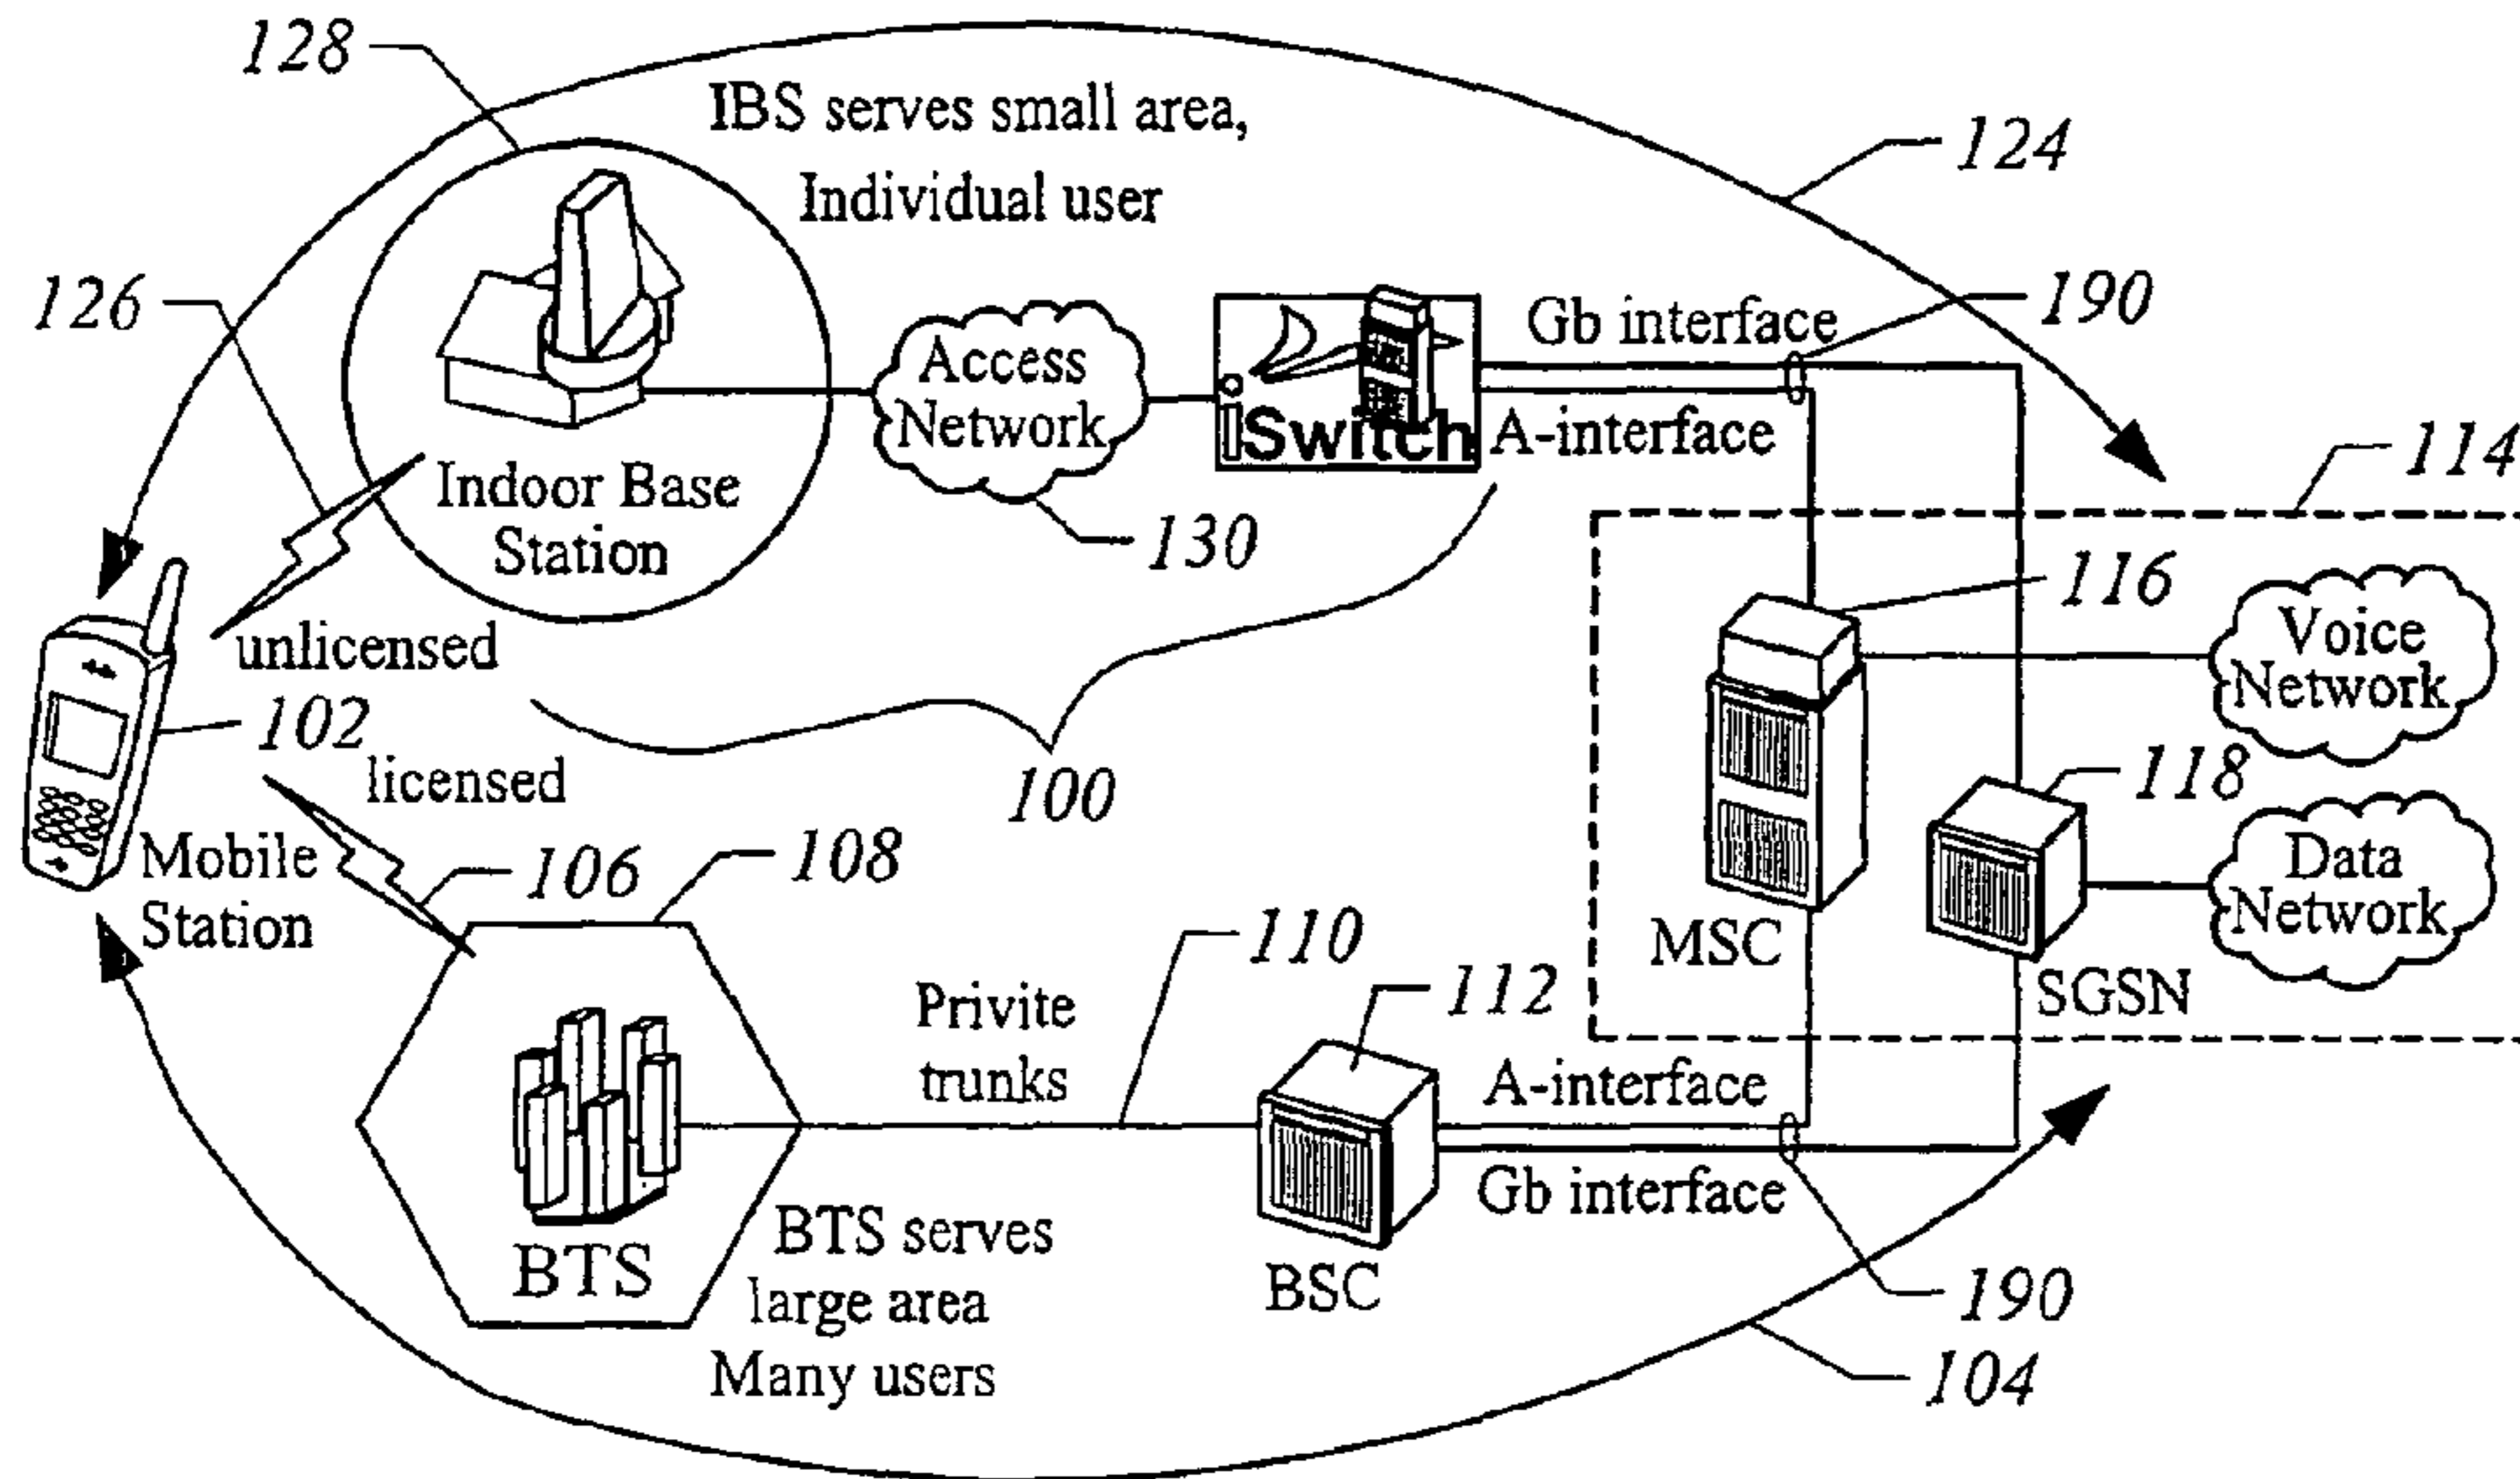 128
IBS serves small area,
Individual user
124
126
190
Gb interface
Access
Network
iSwitch
A-interface
114
Indoor Base
Station
130
116
Voice
Network
unlicensed
102
licensed
100
118
Mobile
Station
106
108
Data
Network
MSC
SGSN
110
112
Privite
trunks
A-interface
Gb interface
BTS
BTS serves
large area
Many users
BSC
190
104